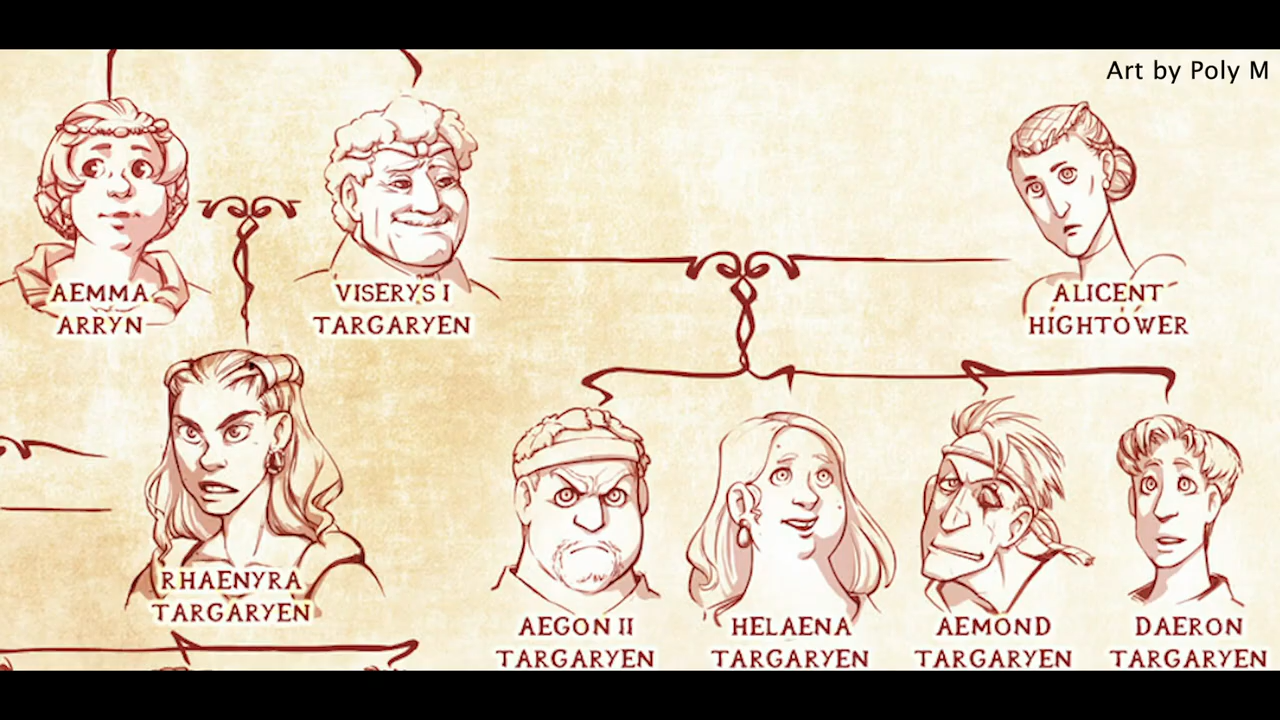 Art by Poly M
AEMMA
ARRYN
VISERYS I
TARGARYEN
ALICENT
HIGHTOWER
RHAENYRA
TARGARYEN
AEGON II
TARGARYEN
HELAENA
TARGARYEN
AEMOND
TARGARYEN
DAERON
TARGARYEN